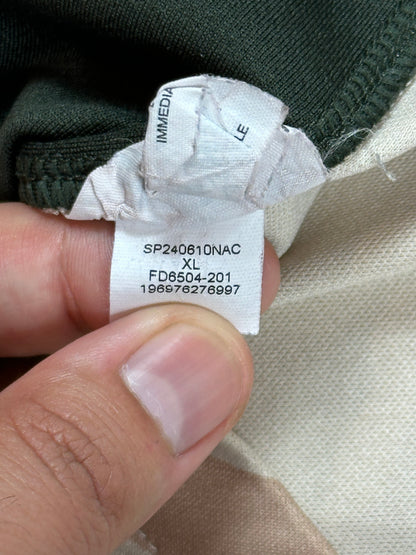 IMMEDIA
LE
SP240610NAC
XL
FD6504-201
196976276997